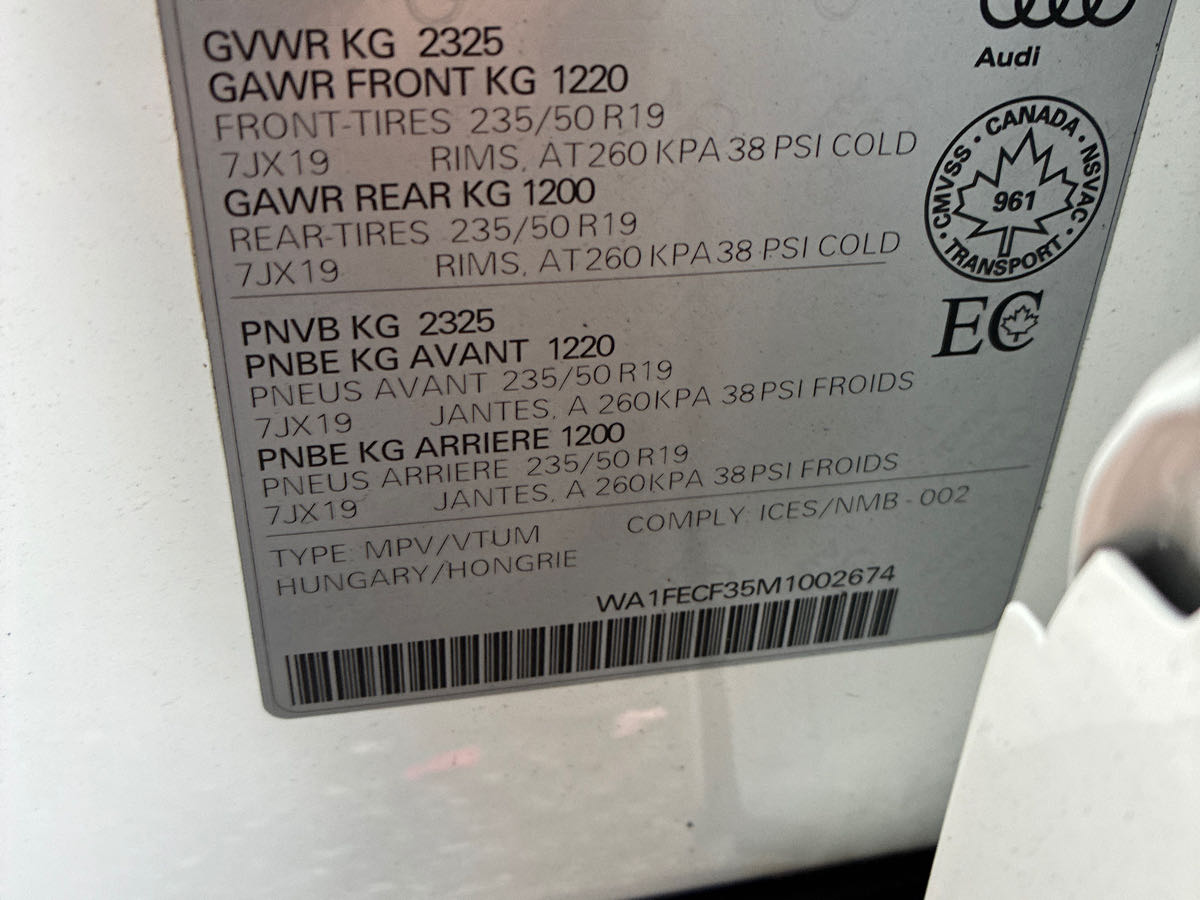 GVWR KG 2325
GAWR FRONT KG 1220
FRONT-TIRES 235/50 R19
7JX19 RIMS, AT 260 KPA 38 PSI COLD
GAWR REAR KG 1200
REAR-TIRES 235/50 R19
7JX19 RIMS, AT 260 KPA 38 PSI COLD
Audi
CANADA
CMVSS · NSVAC
961
TRANSPORT
EC
PNVB KG 2325
PNBE KG AVANT 1220
PNEUS AVANT 235/50 R19
7JX19 JANTES, A 260KPA 38 PSI FROIDS
PNBE KG ARRIERE 1200
PNEUS ARRIERE 235/50 R19
7JX19 JANTES, A 260KPA 38 PSI FROIDS
TYPE: MPV/VTUM COMPLY: ICES/NMB - 002
HUNGARY/HONGRIE
WA1FECF35M1002674